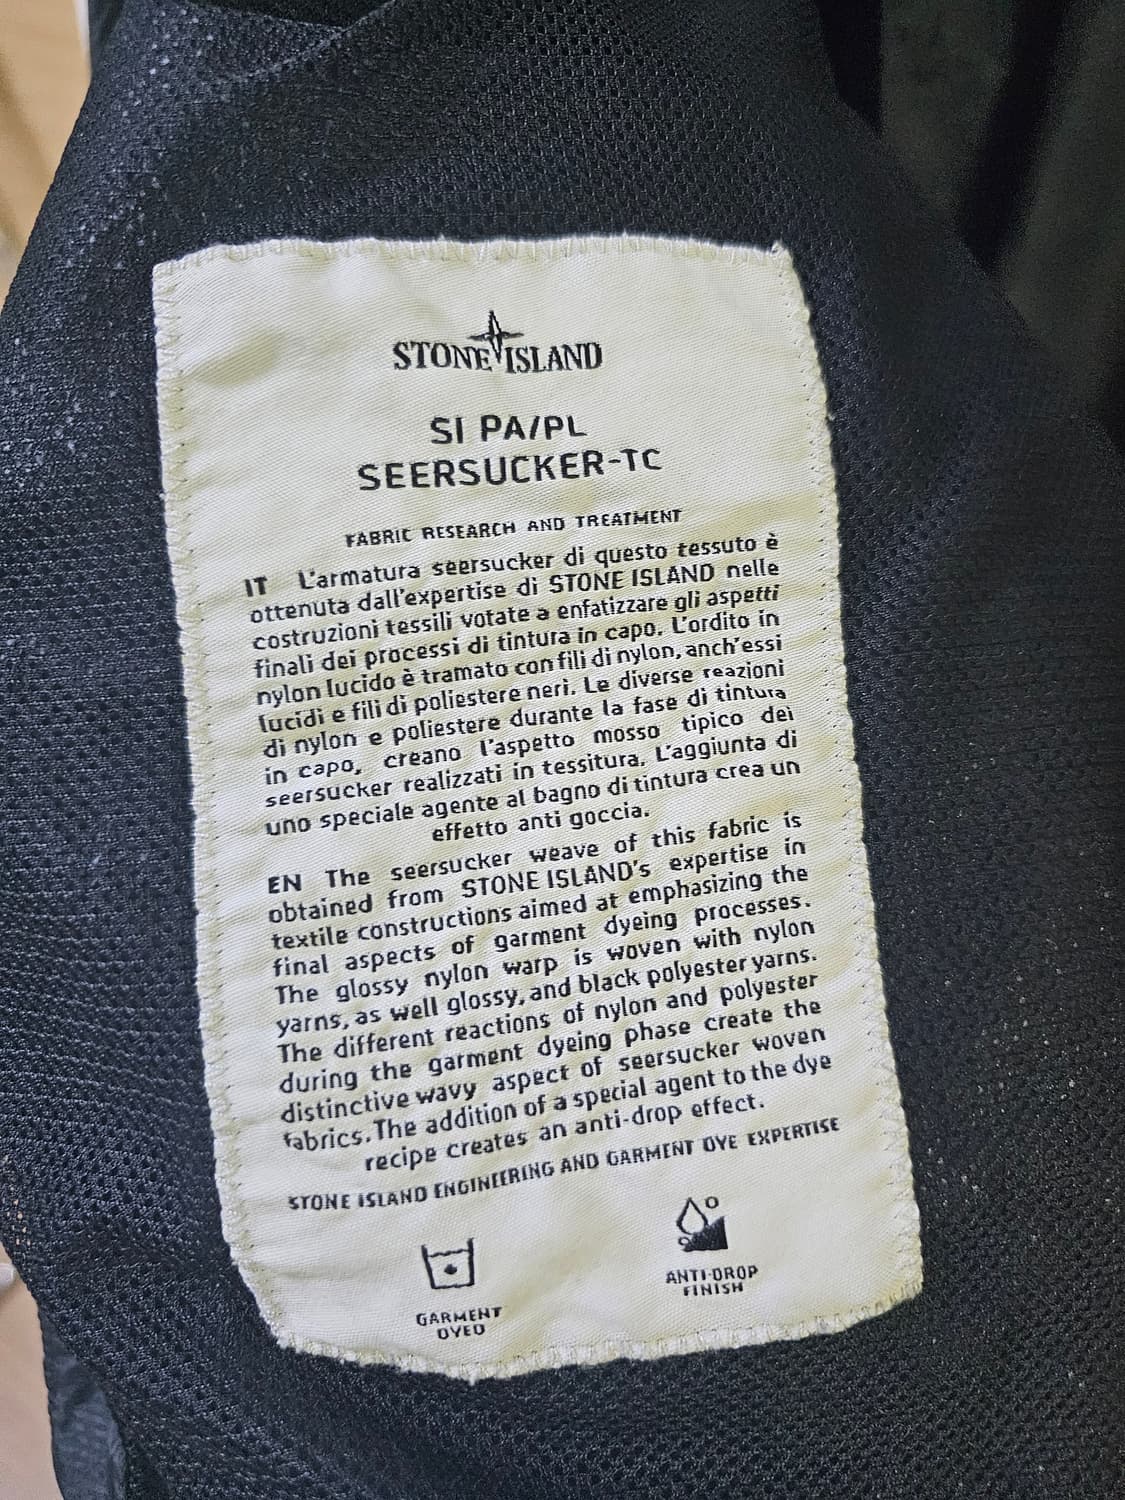 STONE ISLAND
SI PA/PL
SEERSUCKER-TC
FABRIC RESEARCH AND TREATMENT
IT L'armatura seersucker di questo tessuto è
ottenuta dall'expertise di STONE ISLAND nelle
costruzioni tessili votate a enfatizzare gli aspetti
finali dei processi di tintura in capo. L'ordito in
nylon lucido è tramato con fili di nylon, anch'essi
lucidi e fili di poliestere neri. Le diverse reazioni
di nylon e poliestere durante la fase di tintura
in capo, creano l'aspetto mosso tipico dei
seersucker realizzati in tessitura. L'aggiunta di
uno speciale agente al bagno di tintura crea un
effetto anti goccia.
EN The seersucker weave of this fabric is
obtained from STONE ISLAND's expertise in
textile constructions aimed at emphasizing the
final aspects of garment dyeing processes.
The glossy nylon warp is woven with nylon
yarns, as well glossy, and black polyester yarns.
The different reactions of nylon and polyester
during the garment dyeing phase create the
distinctive wavy aspect of seersucker woven
fabrics. The addition of a special agent to the dye
recipe creates an anti-drop effect.
STONE ISLAND ENGINEERING AND GARMENT DYE EXPERTISE
GARMENT
DYED
ANTI-DROP
FINISH